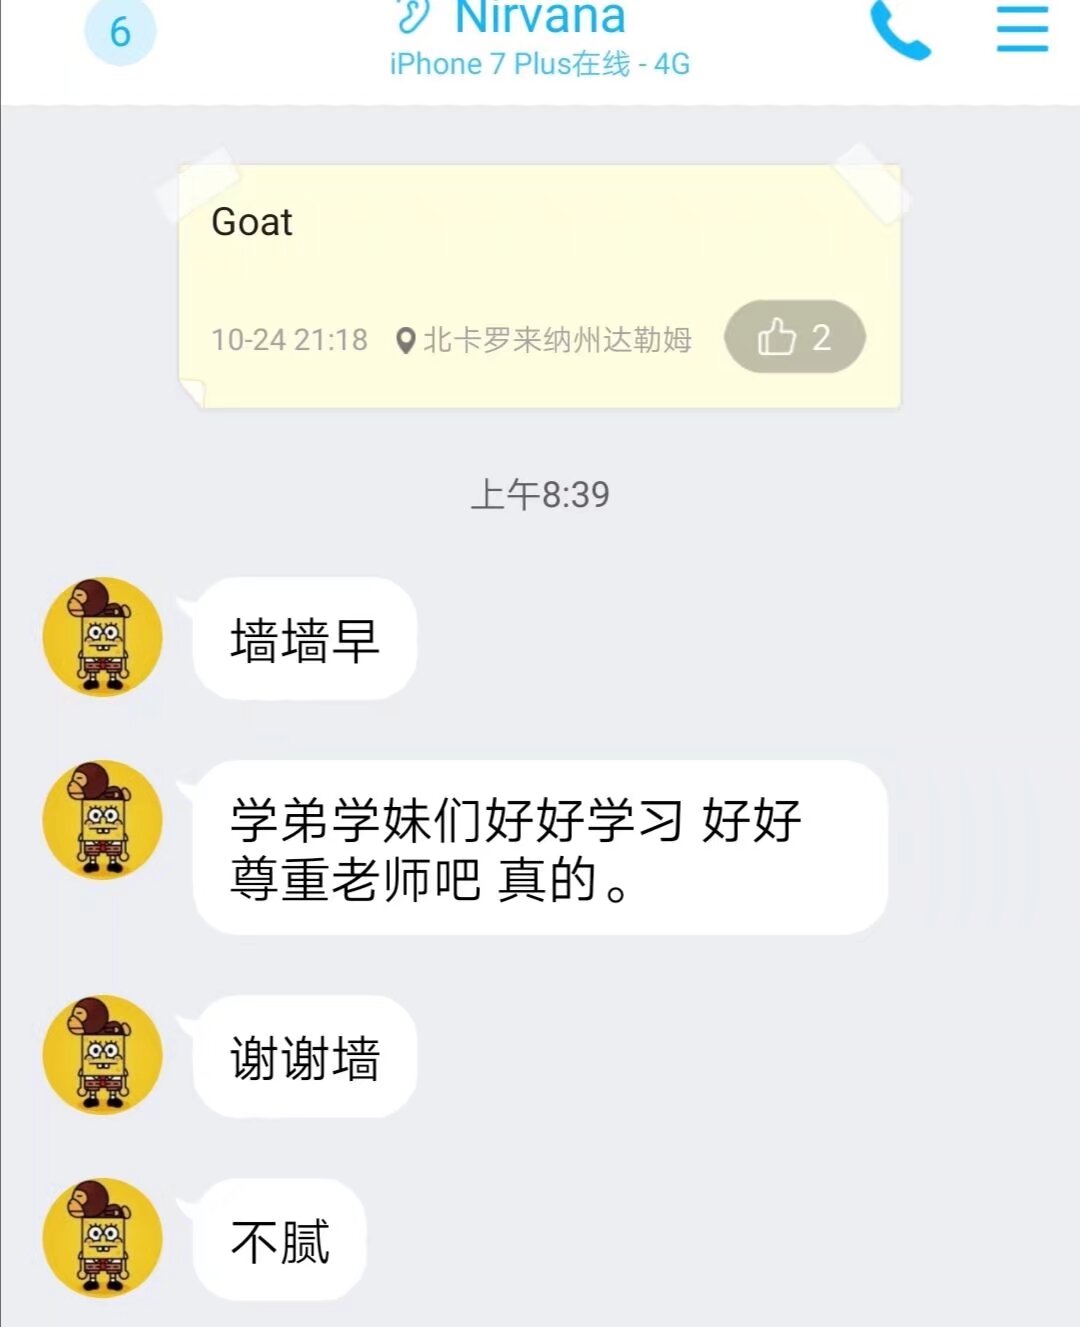 6
Nirvana
iPhone 7 Plus在线 - 4G
Goat
10-24 21:18 北卡罗来纳州达勒姆 2
上午8:39
墙墙早
学弟学妹们好好学习 好好
尊重老师吧 真的。
谢谢墙
不腻